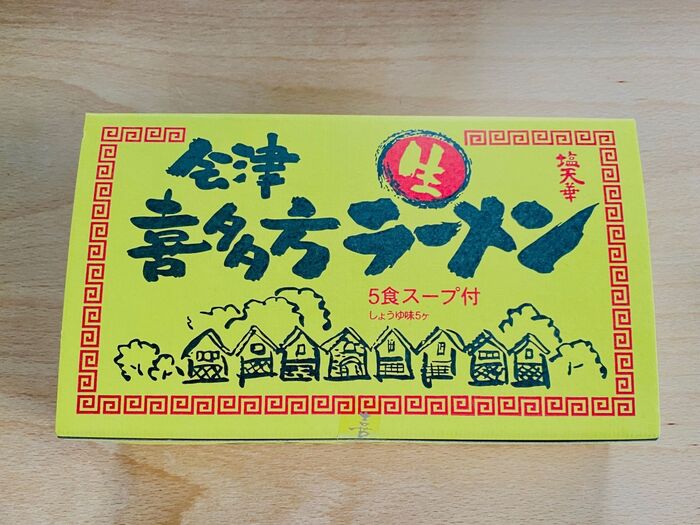 会津
生
塩天華
喜多方ラーメン
5食スープ付
しょうゆ味5ヶ
喜